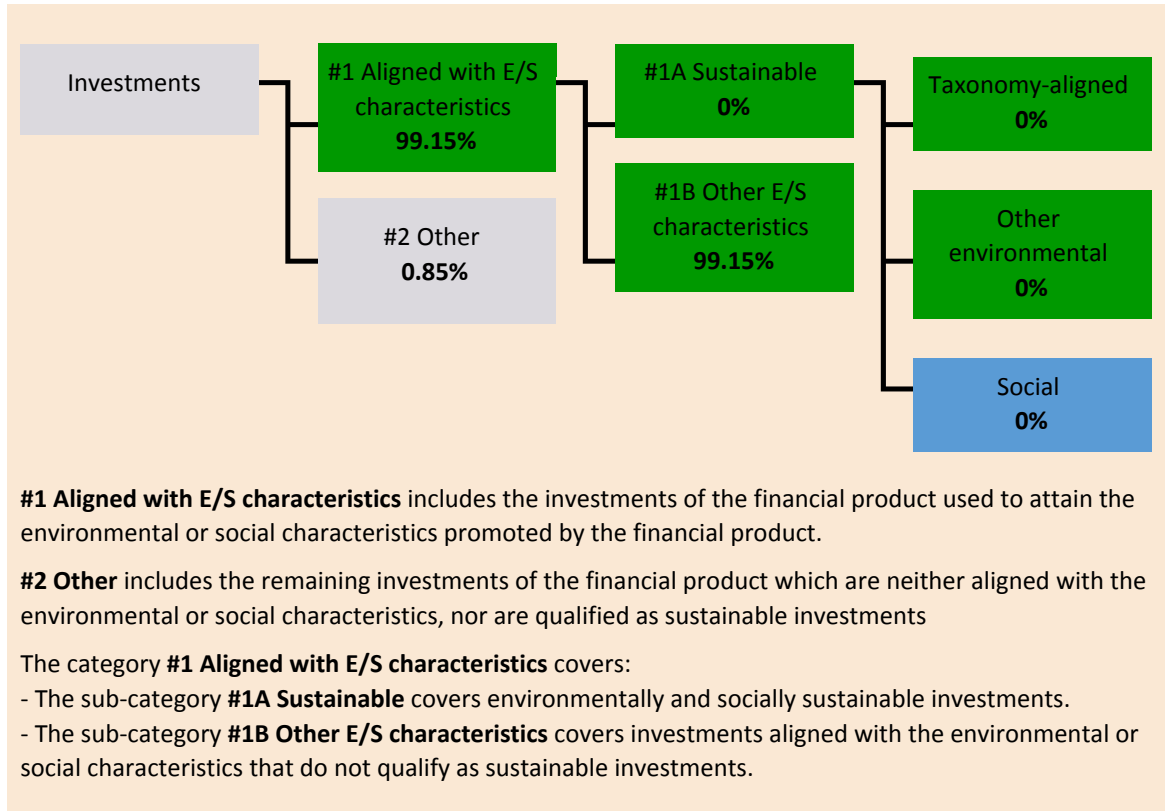 Investments
#1 Aligned with E/S
characteristics
99.15%
#2 Other
0.85%
#1A Sustainable
0%
#1B Other E/S
characteristics
99.15%
Taxonomy-aligned
0%
Other
environmental
0%
Social
0%
#1 Aligned with E/S characteristics includes the investments of the financial product used to attain the
environmental or social characteristics promoted by the financial product.
#2 Other includes the remaining investments of the financial product which are neither aligned with the
environmental or social characteristics, nor are qualified as sustainable investments
The category #1 Aligned with E/S characteristics covers:
- The sub-category #1A Sustainable covers environmentally and socially sustainable investments.
- The sub-category #1B Other E/S characteristics covers investments aligned with the environmental or
social characteristics that do not qualify as sustainable investments.